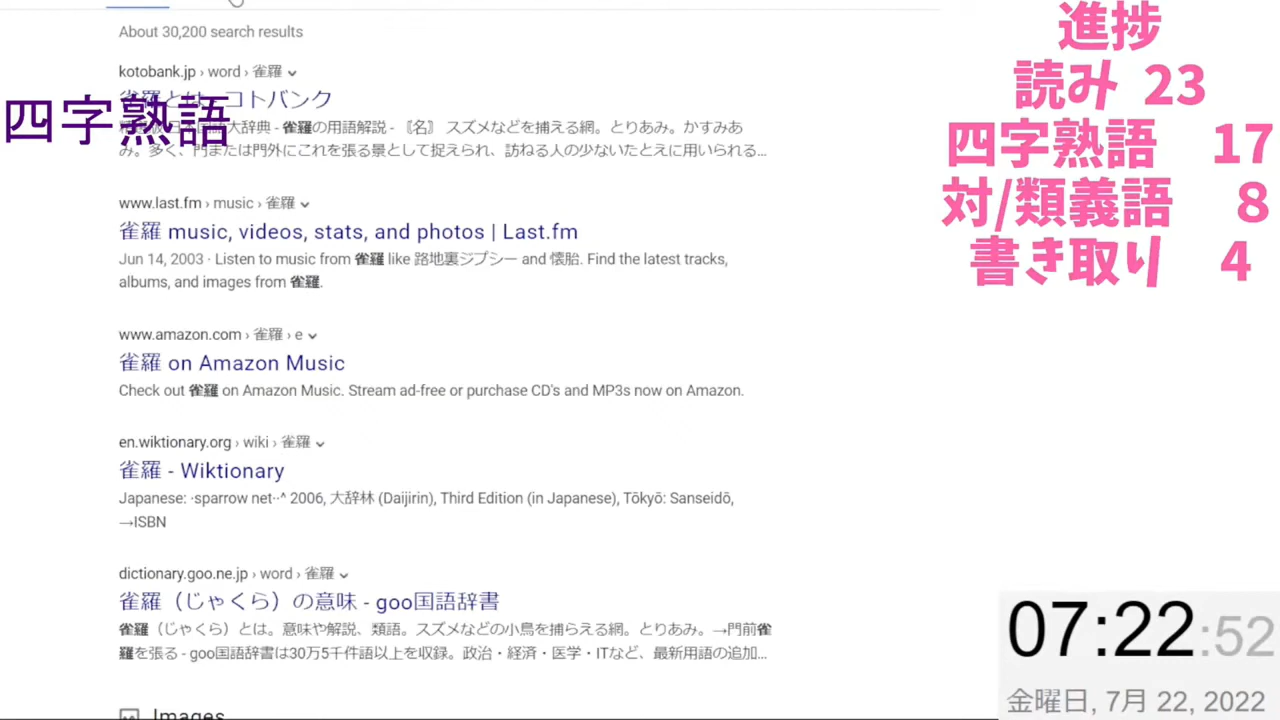 About 30,200 search results
kotobank.jp › word › 雀羅
雀羅とは - コトバンク
四字熟語
日本国語大辞典 - 雀羅の用語解説 - 〘名〙 スズメなどを捕える網。とりあみ。かすみあ
み。多く、門または門外にこれを張る景として捉えられ、訪ねる人の少ないたとえに用いられる...
www.last.fm › music › 雀羅
雀羅 music, videos, stats, and photos | Last.fm
Jun 14, 2003 · Listen to music from 雀羅 like 路地裏ジプシー and 懐胎. Find the latest tracks,
albums, and images from 雀羅.
www.amazon.com › 雀羅 › e
雀羅 on Amazon Music
Check out 雀羅 on Amazon Music. Stream ad-free or purchase CD's and MP3s now on Amazon.
en.wiktionary.org › wiki › 雀羅
雀羅 - Wiktionary
Japanese: ·sparrow net··^ 2006, 大辞林 (Daijirin), Third Edition (in Japanese), Tōkyō: Sanseidō,
→ISBN
dictionary.goo.ne.jp › word › 雀羅
雀羅（じゃくら）の意味 - goo国語辞書
雀羅（じゃくら）とは。意味や解説、類語。スズメなどの小鳥を捕らえる網。とりあみ。→門前雀
羅を張る - goo国語辞書は30万5千件語以上を収録。政治・経済・医学・ITなど、最新用語の追加...
Images
進捗
読み 23
四字熟語 17
対/類義語 8
書き取り 4
07:22:52
金曜日, 7月 22, 2022